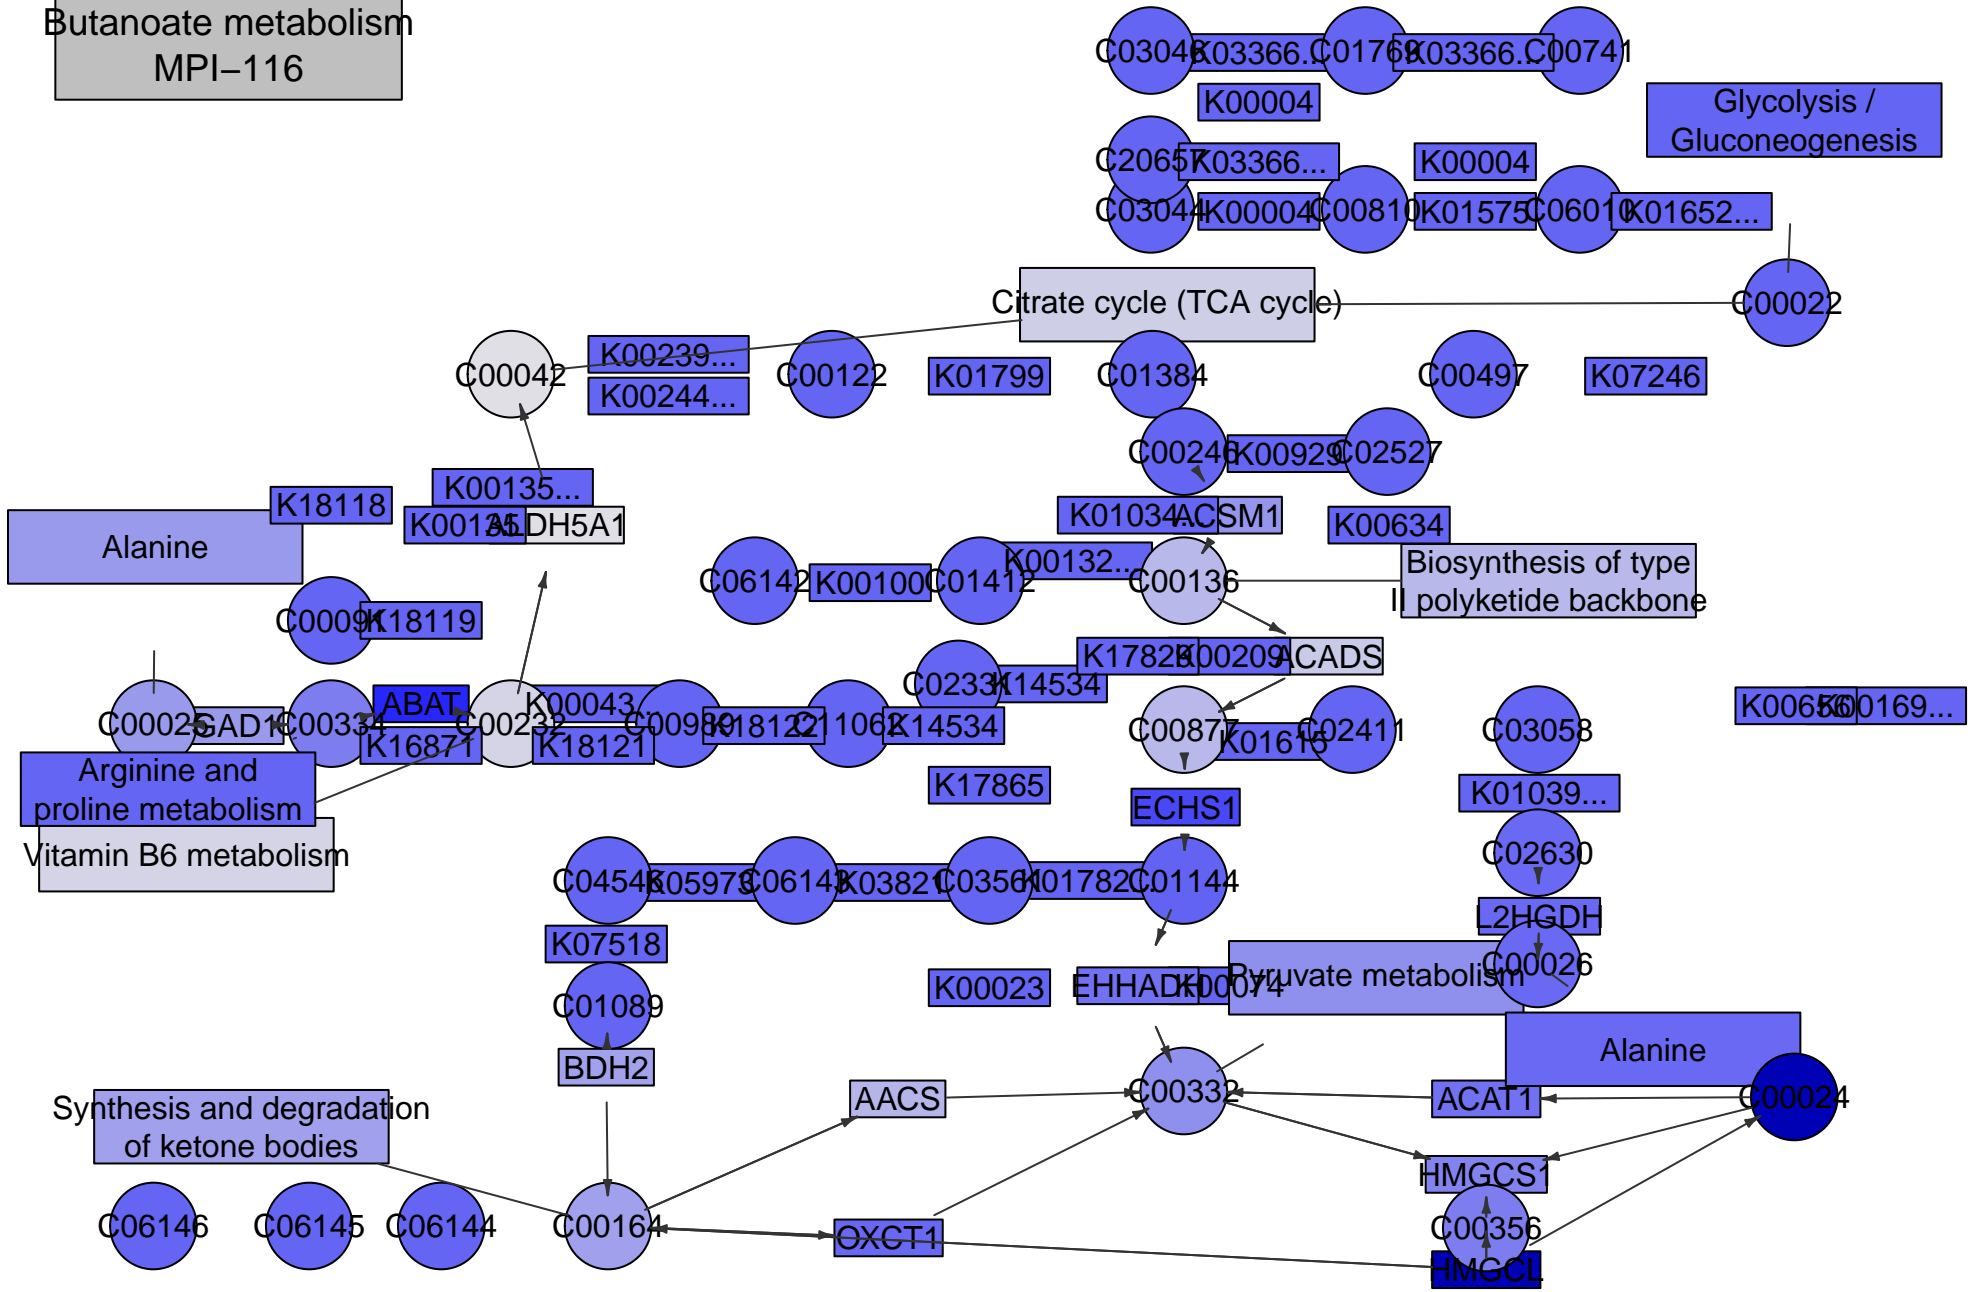 Butanoate metabolism
MPI−116
C03046
K03366...
C01769
K03366...
C00741
K00004
Glycolysis /
Gluconeogenesis
C20657
K03366...
K00004
C03044
K00004
C00810
K01575
C06010
K01652...
Citrate cycle (TCA cycle)
C00022
K00239...
C00042
C00122
K01799
C01384
C00497
K07246
K00244...
C00246
K00929
C02527
K00135...
K18118
K00135
ALDH5A1
K01034...
ACSM1
K00634
Alanine
C06142
K00100
C01412
K00132...
C00136
Biosynthesis of type
II polyketide backbone
C00091
K18119
K17829
K00209
ACADS
C02331
K14534
C00025
GAD1
C00334
ABAT
C00232
K00043...
C00989
K18122
C11062
K14534
C00877
C02411
C03058
K00656
K00169...
K16871
K18121
K01615
Arginine and
proline metabolism
K17865
ECHS1
K01039...
Vitamin B6 metabolism
C02630
C04546
K05973
C06143
K03821
C03561
K01782...
C01144
L2HGDH
K07518
C00026
Pyruvate metabolism
K00023
EHHADH
K00074
C01089
BDH2
Alanine
AACS
C00332
ACAT1
C00024
Synthesis and degradation
of ketone bodies
HMGCS1
C06146
C06145
C06144
C00164
OXCT1
C00356
HMGCL